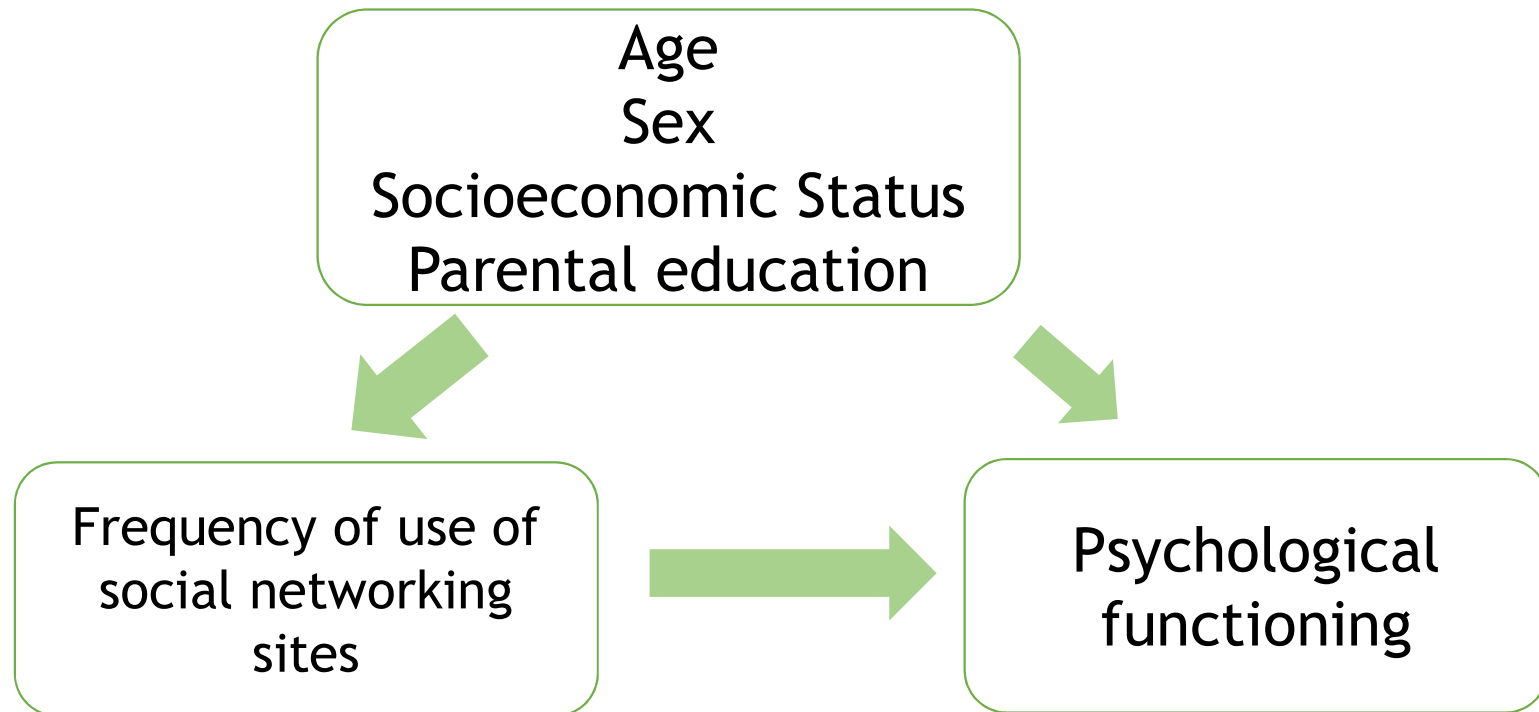 Age
Sex
Socioeconomic Status
Parental education
Frequency of use of
social networking
sites
Psychological
functioning